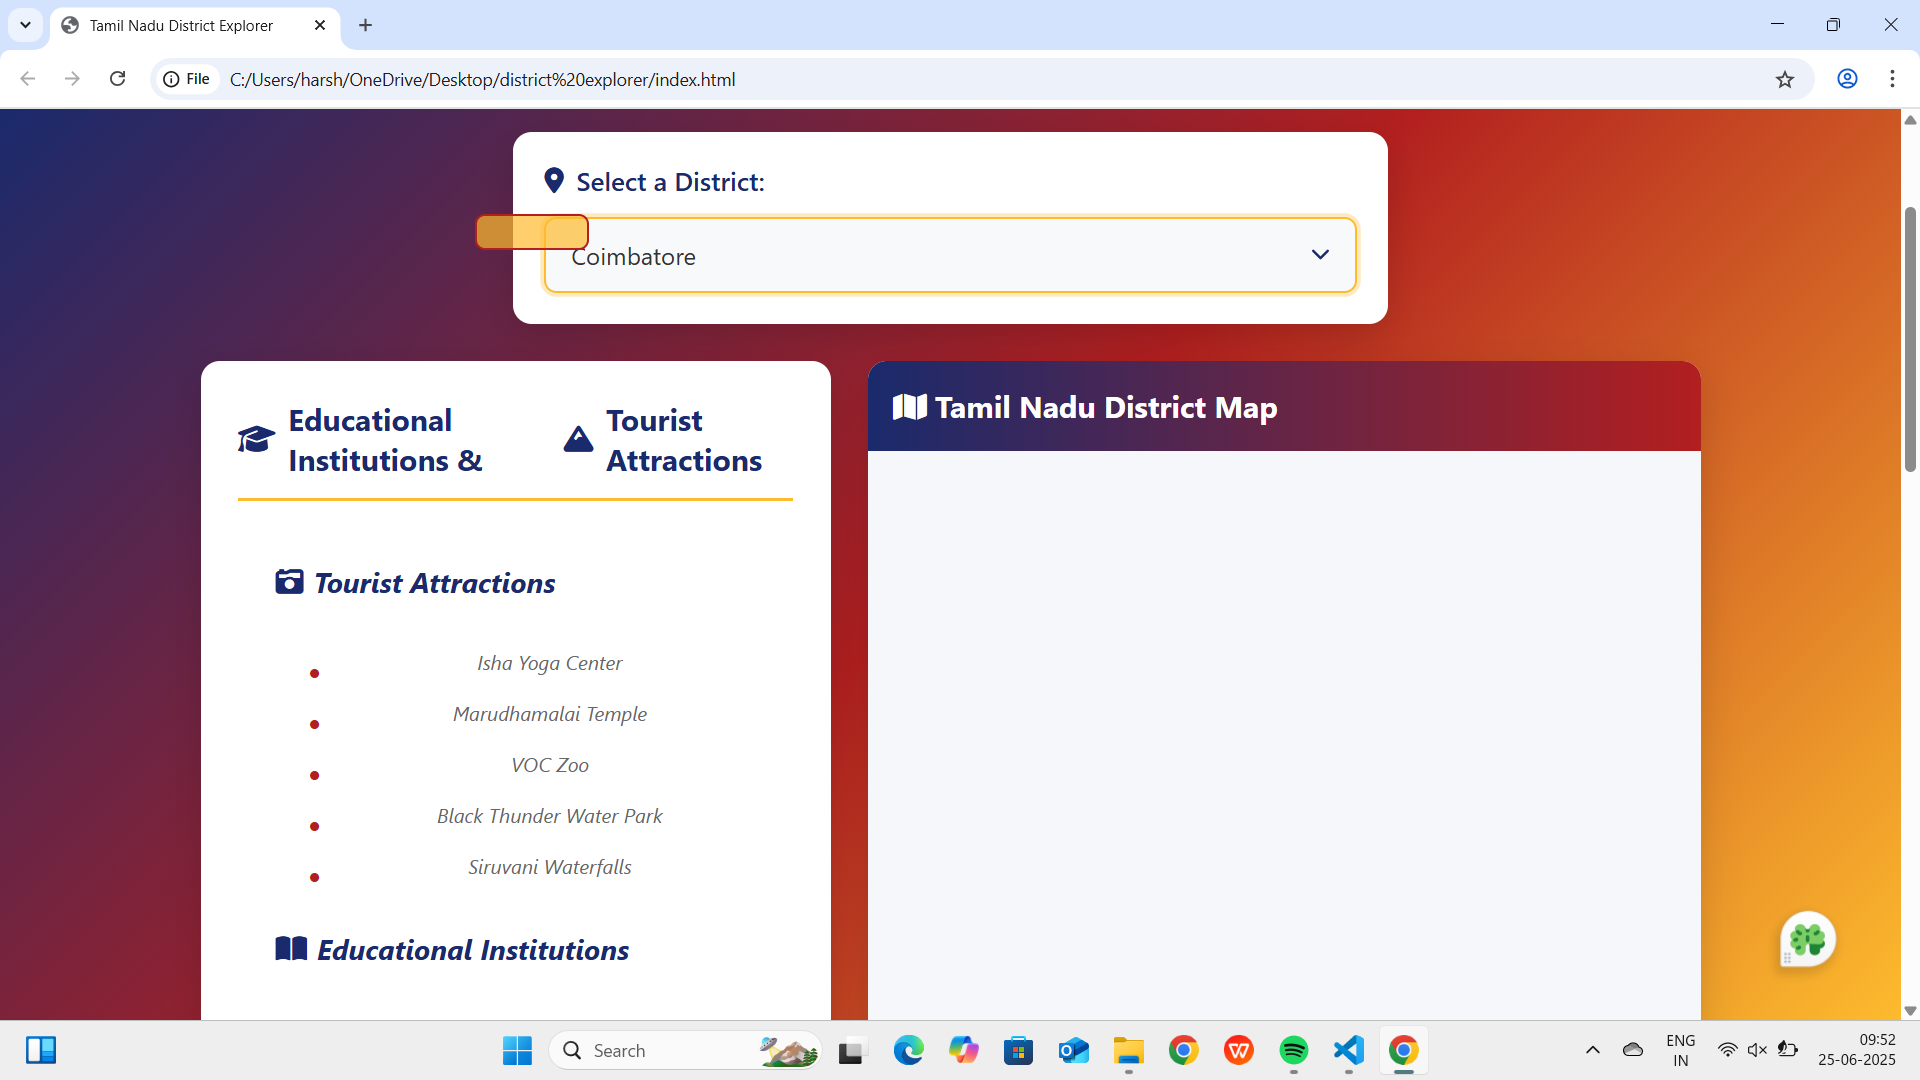 Tamil Nadu District Explorer
File
C:/Users/harsh/OneDrive/Desktop/district%20explorer/index.html
Select a District:
Coimbatore
Educational
Institutions &
Tourist
Attractions
Tamil Nadu District Map
Tourist Attractions
Isha Yoga Center
Marudhamalai Temple
VOC Zoo
Black Thunder Water Park
Siruvani Waterfalls
Educational Institutions
Search
ENG
IN
09:52
25-06-2025